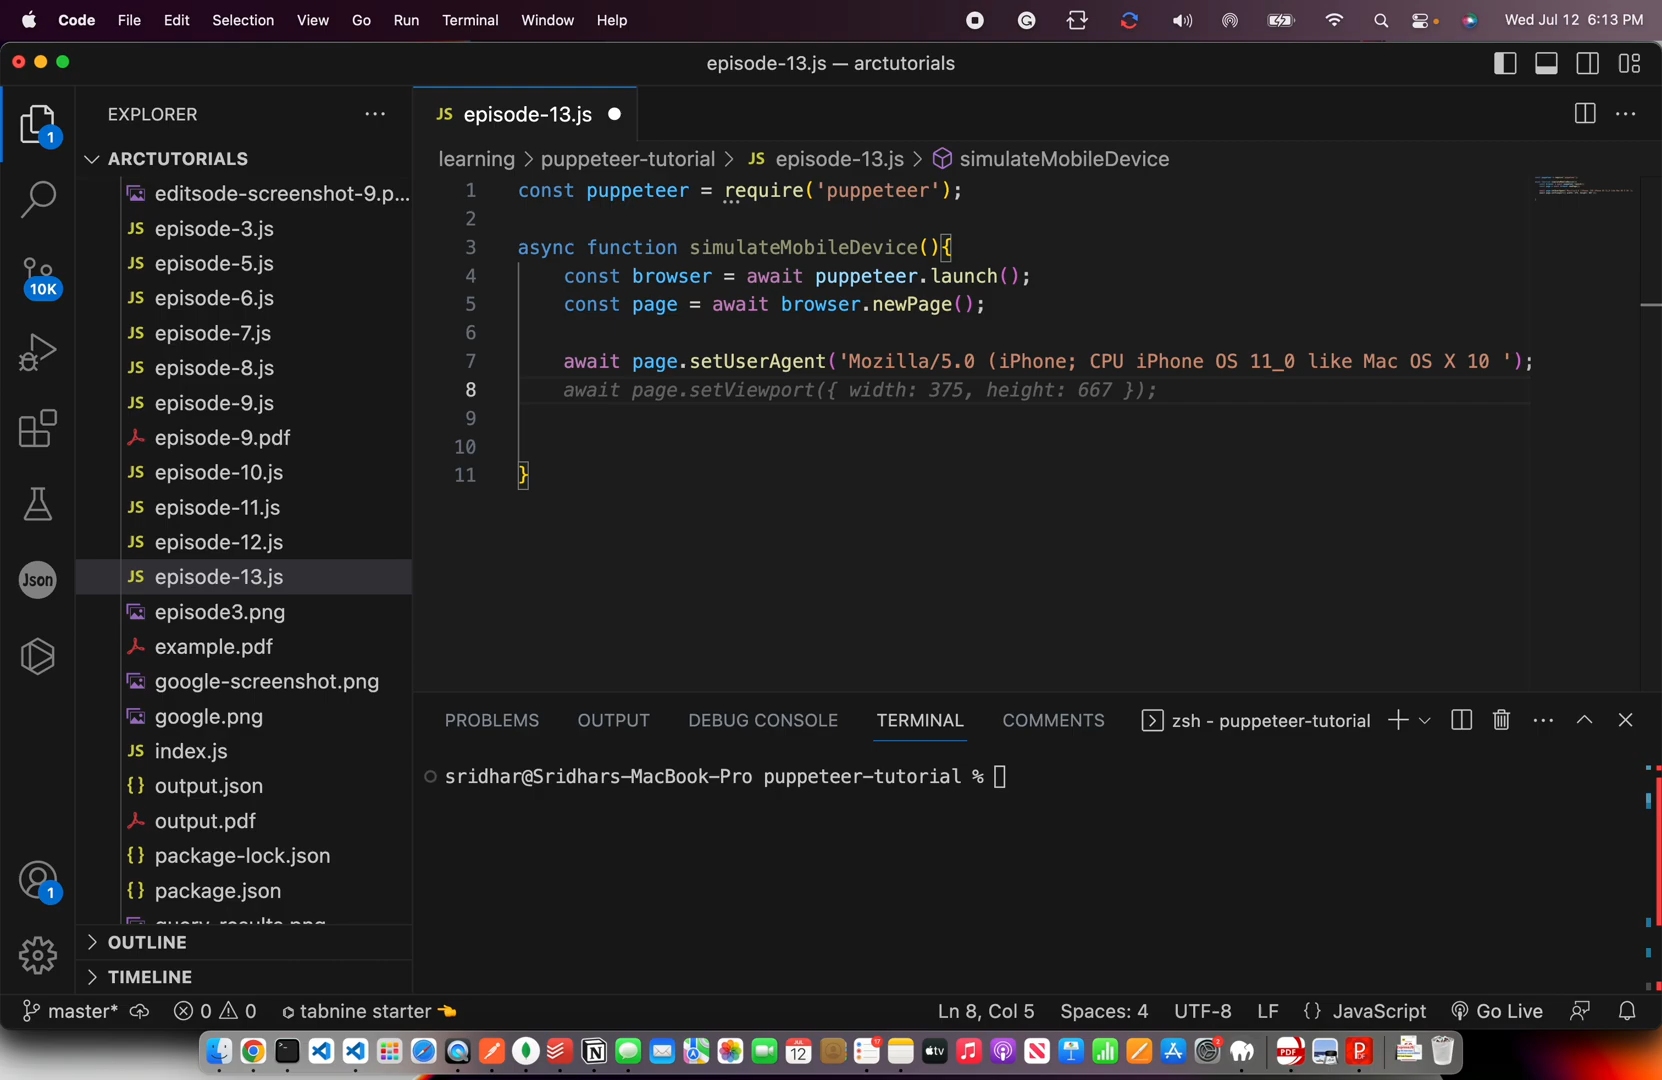 Code File Edit Selection View Go Run Terminal Window Help Wed Jul 12 6:13 PM
episode-13.js — arctutorials
EXPLORER
ARCTUTORIALS
editsode-screenshot-9.p...
episode-3.js
episode-5.js
episode-6.js
episode-7.js
episode-8.js
episode-9.js
episode-9.pdf
episode-10.js
episode-11.js
episode-12.js
episode-13.js
episode3.png
example.pdf
google-screenshot.png
google.png
index.js
output.json
output.pdf
package-lock.json
package.json
OUTLINE
TIMELINE
1
10K
Json
1
JS episode-13.js
learning > puppeteer-tutorial > JS episode-13.js > simulateMobileDevice
1 const puppeteer = require('puppeteer');
2
3 async function simulateMobileDevice(){
4 const browser = await puppeteer.launch();
5 const page = await browser.newPage();
6
7 await page.setUserAgent('Mozilla/5.0 (iPhone; CPU iPhone OS 11_0 like Mac OS X 10 ');
8 await page.setViewport({ width: 375, height: 667 });
9
10
11 }
PROBLEMS OUTPUT DEBUG CONSOLE TERMINAL COMMENTS zsh - puppeteer-tutorial
sridhar@Sridhars-MacBook-Pro puppeteer-tutorial %
master* 0 0 tabnine starter Ln 8, Col 5 Spaces: 4 UTF-8 LF {} JavaScript Go Live